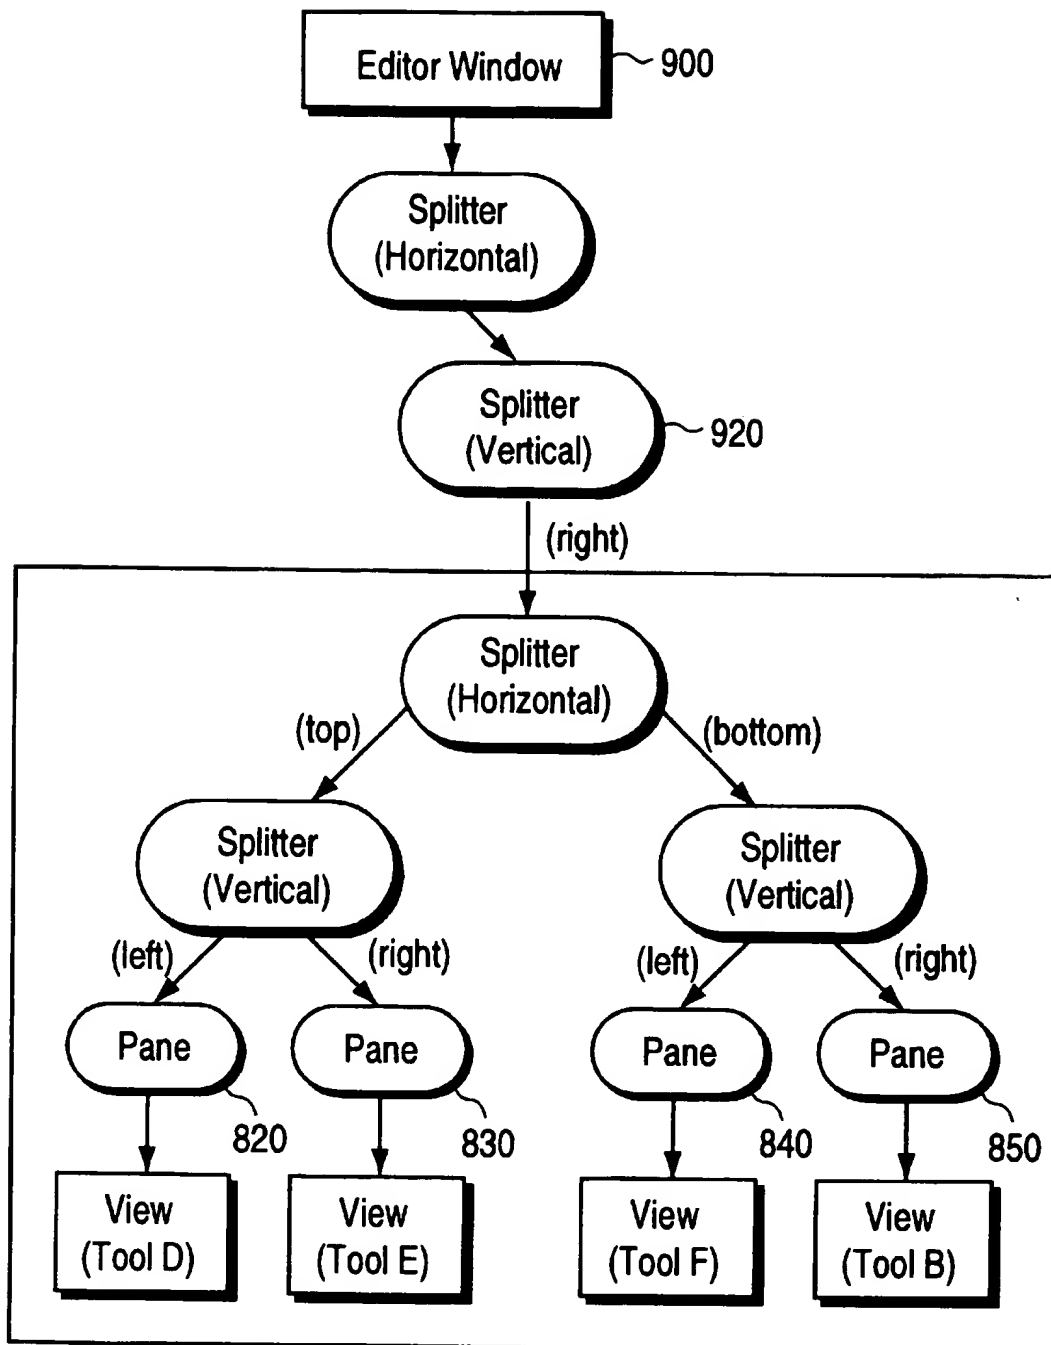 Editor Window
900
Splitter
(Horizontal)
Splitter
(Vertical)
920
(right)
Splitter
(Horizontal)
(top)
(bottom)
Splitter
(Vertical)
Splitter
(Vertical)
(left)
(right)
(left)
(right)
Pane
Pane
Pane
Pane
820
830
840
850
View
(Tool D)
View
(Tool E)
View
(Tool F)
View
(Tool B)